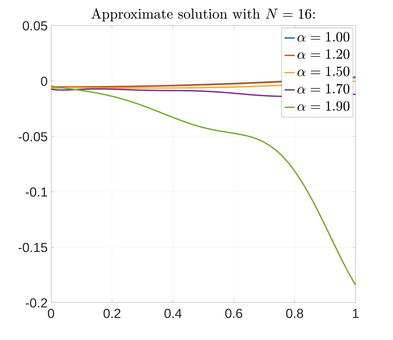 Approximate solution with N = 16:
0.05
α = 1.00
α = 1.20
α = 1.50
α = 1.70
α = 1.90
0
-0.05
-0.1
-0.15
-0.2
0 0.2 0.4 0.6 0.8 1